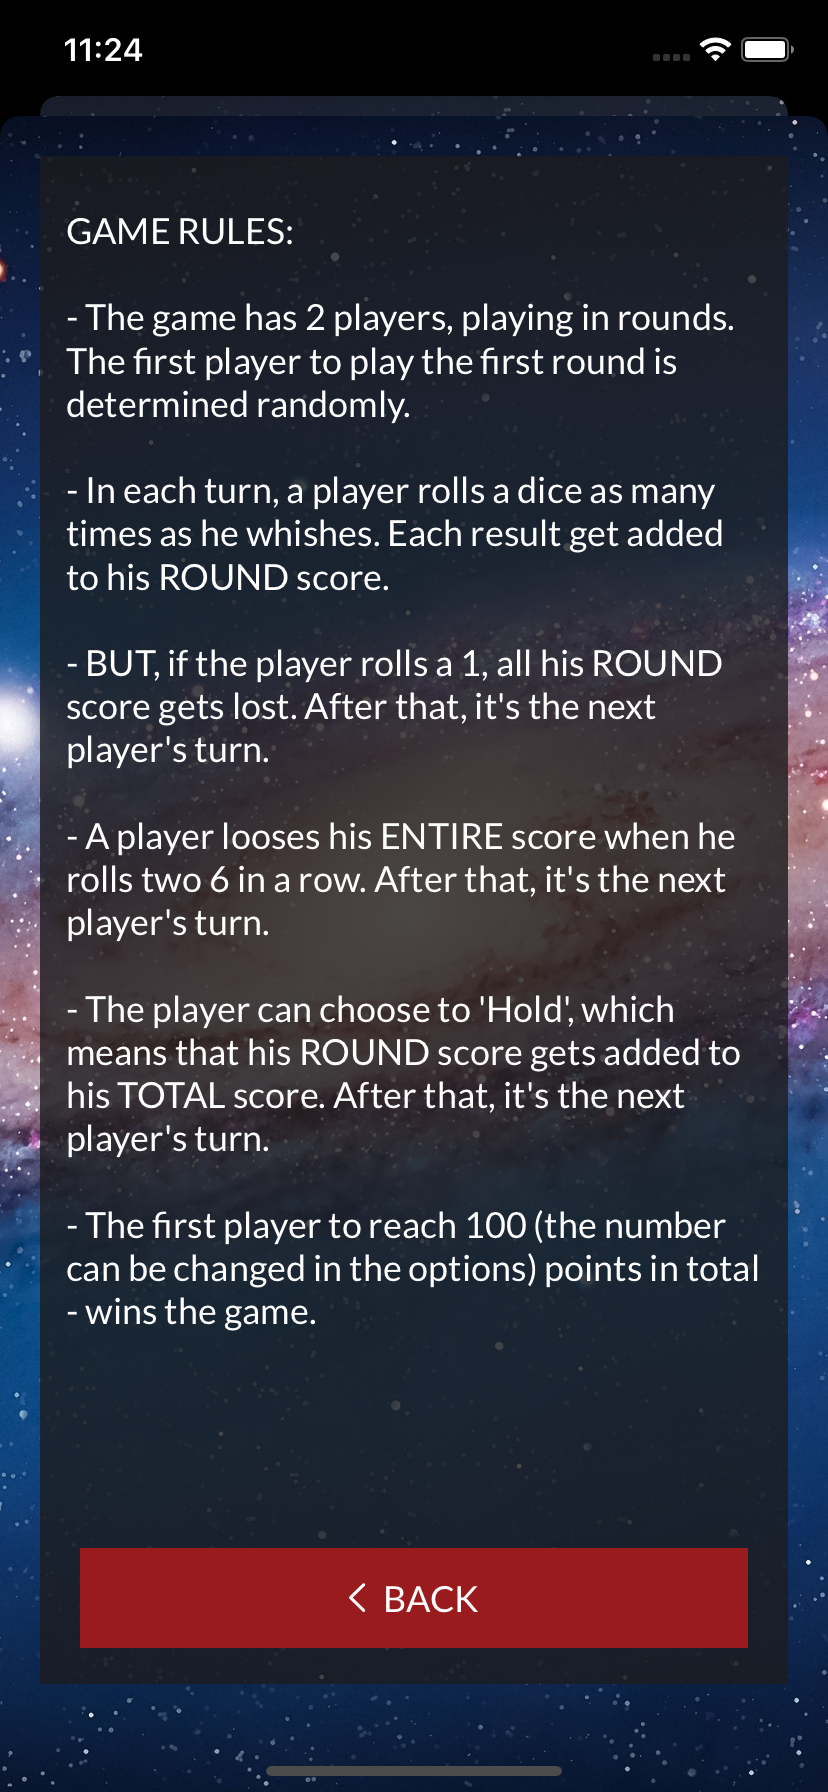 11:24
GAME RULES:
- The game has 2 players, playing in rounds.
The first player to play the first round is
determined randomly.
- In each turn, a player rolls a dice as many
times as he whishes. Each result get added
to his ROUND score.
- BUT, if the player rolls a 1, all his ROUND
score gets lost. After that, it's the next
player's turn.
- A player looses his ENTIRE score when he
rolls two 6 in a row. After that, it's the next
player's turn.
- The player can choose to 'Hold', which
means that his ROUND score gets added to
his TOTAL score. After that, it's the next
player's turn.
- The first player to reach 100 (the number
can be changed in the options) points in total
- wins the game.
BACK